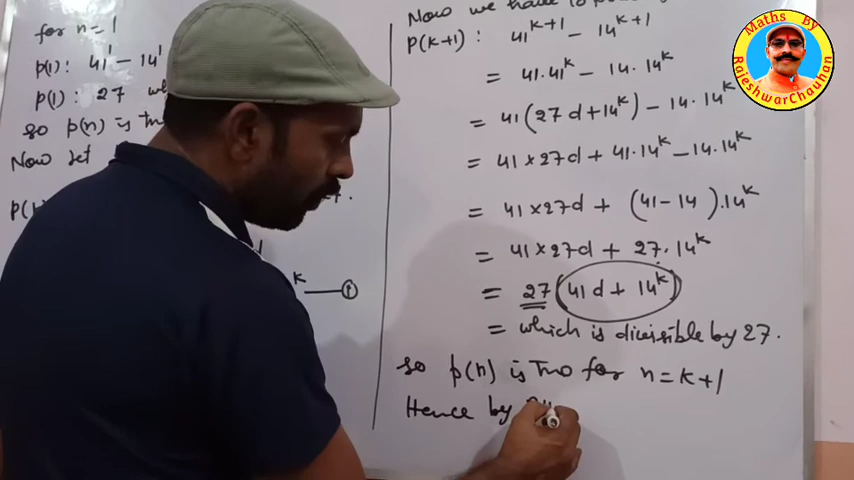 for n=1
p(1): 41¹ - 14¹
p(1): 27
so p(n) is true
Now let
k ——— ①
Now we have to
p(k+1): 41^{k+1} - 14^{k+1}
= 41·41^k - 14·14^k
= 41(27d+14^k) - 14·14^k
= 41×27d + 41·14^k - 14·14^k
= 41×27d + (41-14)·14^k
= 41×27d + 27·14^k
= 27(41d + 14^k)
= which is divisible by 27.
so p(n) is true for n=k+1
Hence by
Maths By
RajeshwarChauhan